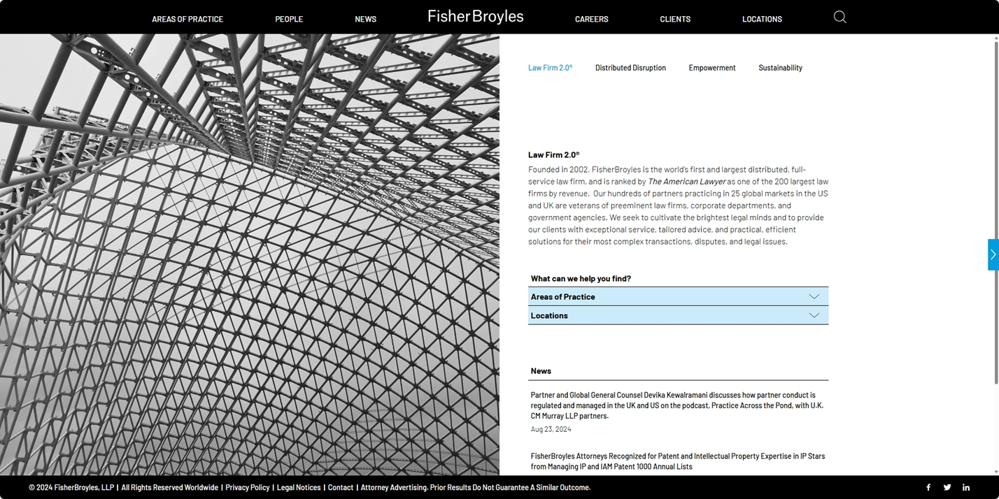 AREAS OF PRACTICE PEOPLE NEWS FisherBroyles CAREERS CLIENTS LOCATIONS
Law Firm 2.0® Distributed Disruption Empowerment Sustainability
Law Firm 2.0®
Founded in 2002, FisherBroyles is the world's first and largest distributed, full-
service law firm, and is ranked by The American Lawyer as one of the 200 largest law
firms by revenue. Our hundreds of partners practicing in 25 global markets in the US
and UK are veterans of preeminent law firms, corporate departments, and
government agencies. We seek to cultivate the brightest legal minds and to provide
our clients with exceptional service, tailored advice, and practical, efficient
solutions for their most complex transactions, disputes, and legal issues.
What can we help you find?
Areas of Practice
Locations
News
Partner and Global General Counsel Devika Kewalramani discusses how partner conduct is
regulated and managed in the UK and US on the podcast, Practice Across the Pond, with U.K.
CM Murray LLP partners.
Aug 23, 2024
FisherBroyles Attorneys Recognized for Patent and Intellectual Property Expertise in IP Stars
from Managing IP and IAM Patent 1000 Annual Lists
© 2024 FisherBroyles, LLP | All Rights Reserved Worldwide | Privacy Policy | Legal Notices | Contact | Attorney Advertising. Prior Results Do Not Guarantee A Similar Outcome.